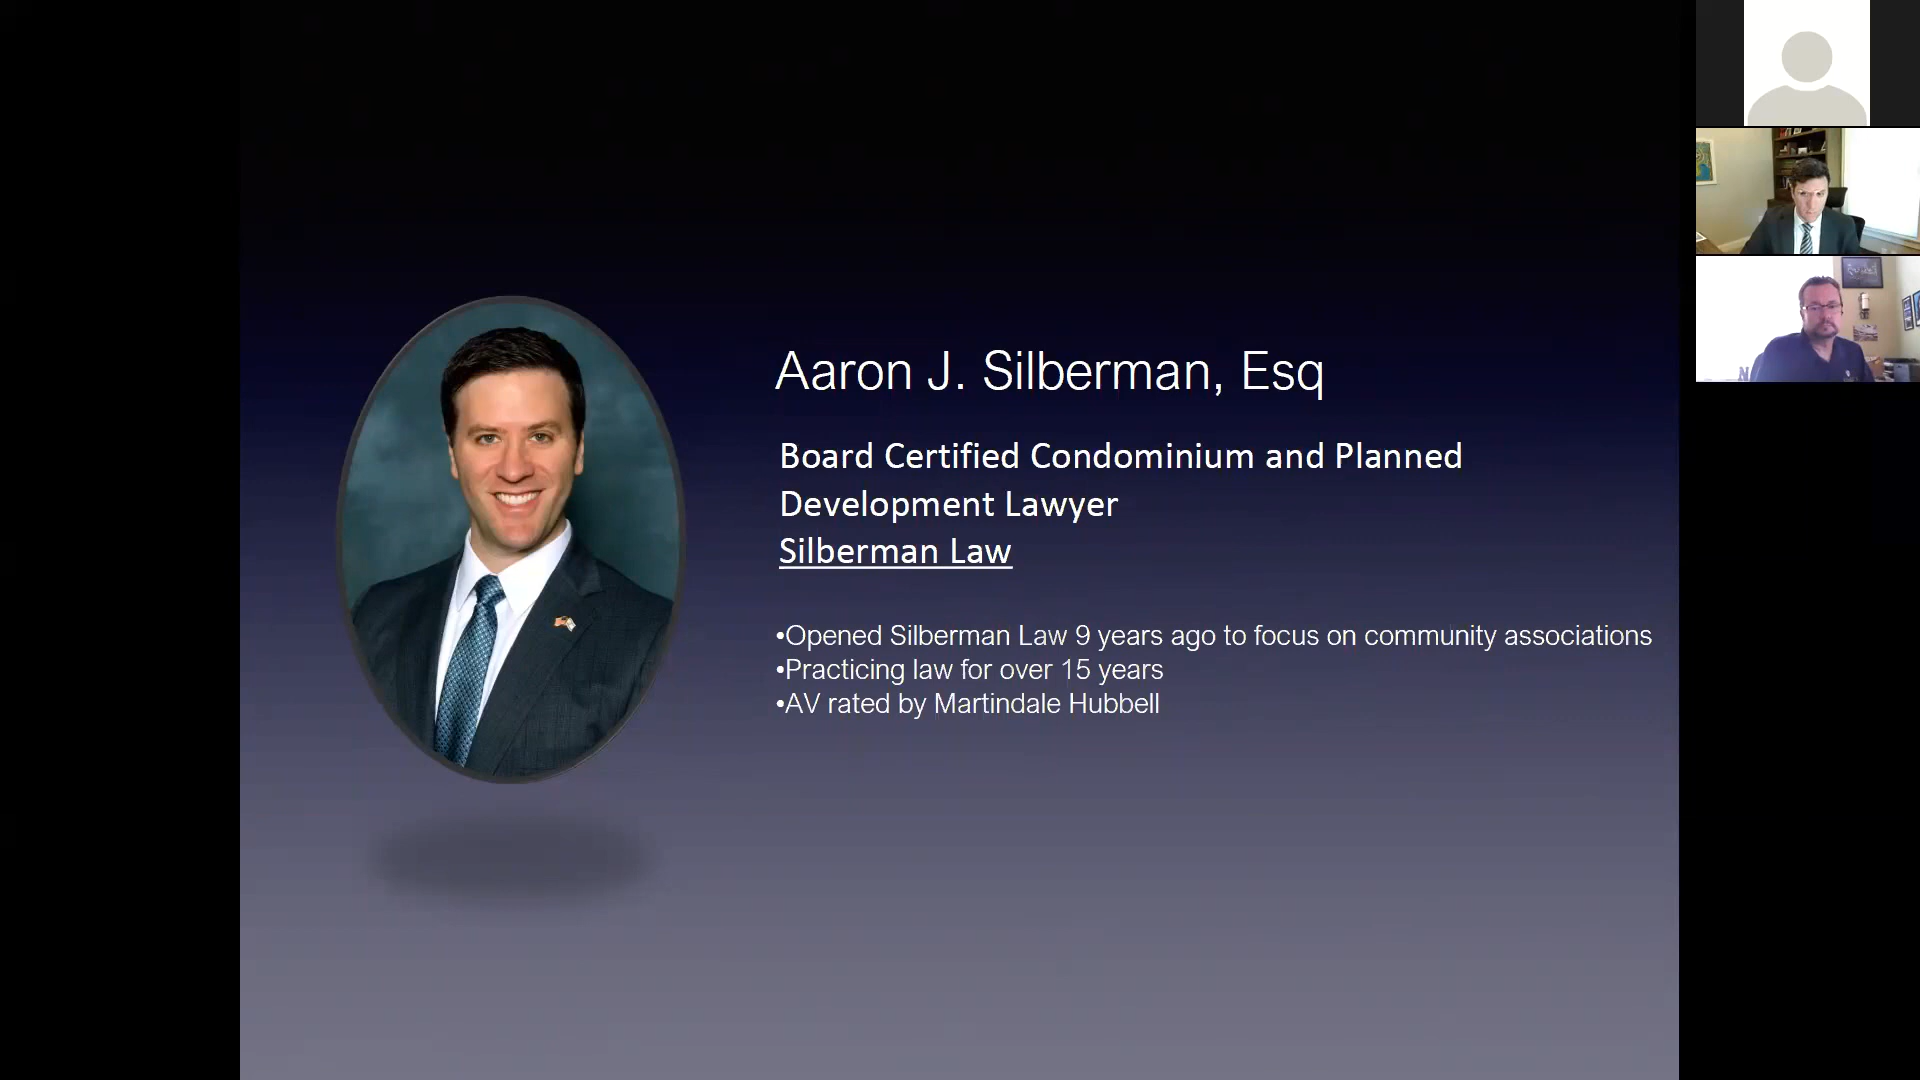 Aaron J. Silberman, Esq
Board Certified Condominium and Planned
Development Lawyer
Silberman Law
•Opened Silberman Law 9 years ago to focus on community associations
•Practicing law for over 15 years
•AV rated by Martindale Hubbell